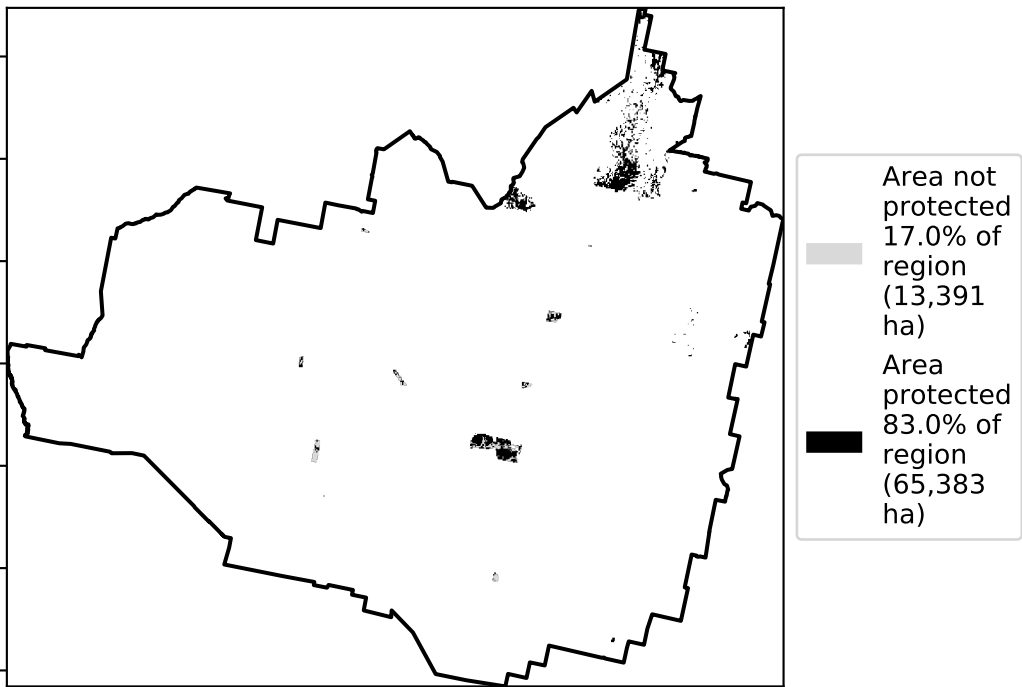 Area not
protected
17.0% of
region
(13,391
ha)
Area
protected
83.0% of
region
(65,383
ha)